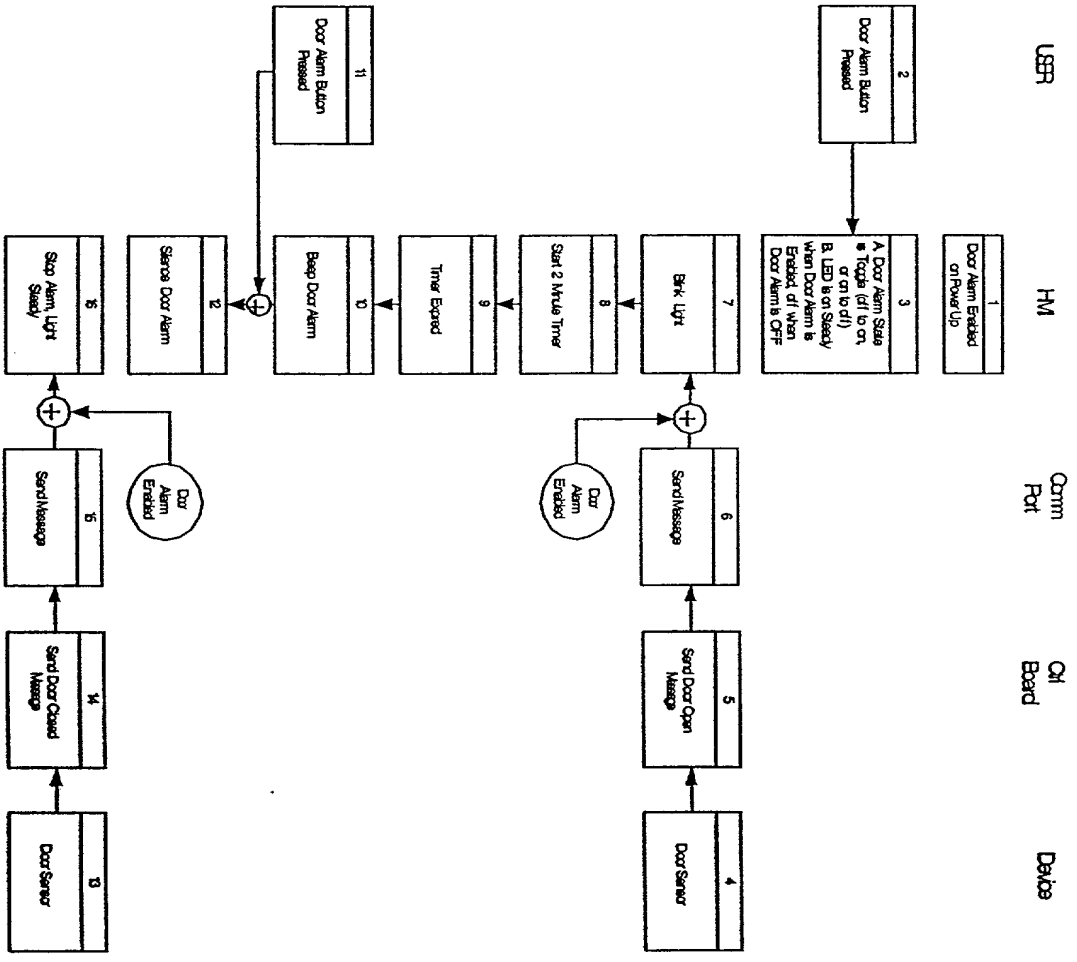 USER
HMI
Comm
Port
Ctrl
Board
Device
1
Door Alarm Enabled
on Power Up
2
Door Alarm Button
Pressed
3
A. Door Alarm State
is Toggle (off to on,
or on to off)
B. LED is on Steady
when Door Alarm is
Enabled, off when
Door Alarm is OFF
4
Door Sensor
5
Send Door Open
Message
6
Send Message
Door
Alarm
Enabled
7
Blink Light
8
Start 2 Minute Timer
9
Timer Expired
10
Beep Door Alarm
11
Door Alarm Button
Pressed
+
+
12
Silence Door Alarm
13
Door Sensor
14
Send Door Closed
Message
15
Send Message
Door
Alarm
Enabled
+
16
Stop Alarm, Light
Steady